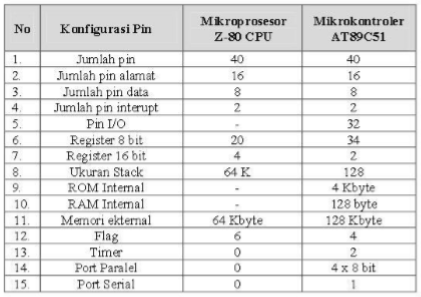 No Konfigurasi Pin Mikroprosesor Z-80 CPU Mikrokontroler AT89C51
1. Jumlah pin 40 40
2. Jumlah pin alamat 16 16
3. Jumlah pin data 8 8
4. Jumlah pin interupt 2 2
5. Pin I/O - 32
6. Register 8 bit 20 34
7. Register 16 bit 4 2
8. Ukuran Stack 64 K 128
9. ROM Internal - 4 Kbyte
10. RAM Internal - 128 byte
11. Memori ekternal 64 Kbyte 128 Kbyte
12. Flag 6 4
13. Timer 0 2
14. Port Paralel 0 4 x 8 bit
15. Port Serial 0 1